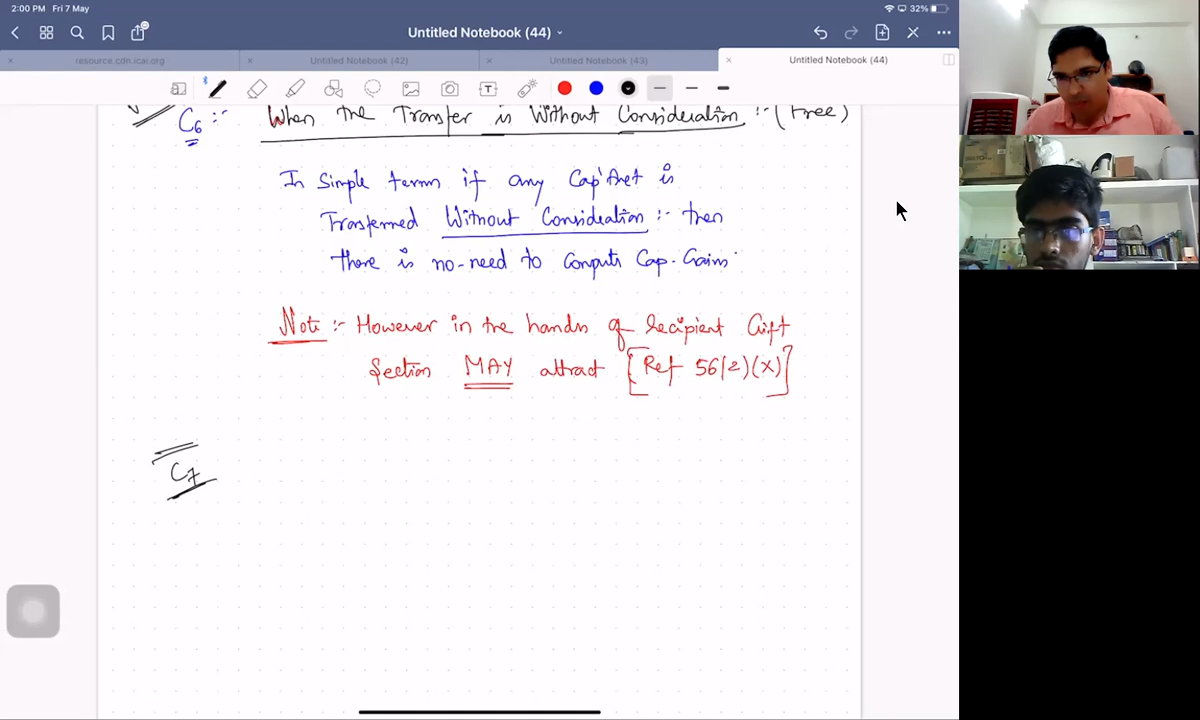 2:00 PM Fri 7 May
32%
Untitled Notebook (44)
resource.cdn.icai.org
Untitled Notebook (42)
Untitled Notebook (43)
Untitled Notebook (44)
C6 :- When the Transfer is Without Consideration :- (Free)
In Simple terms if any Cap' Asset is
Transferred Without Consideration :- then
there is no-need to Compute Cap. Gains.
Note :- However in the hands of Recipient Gift
Section MAY attract [Ref 56(2)(x)]
C7